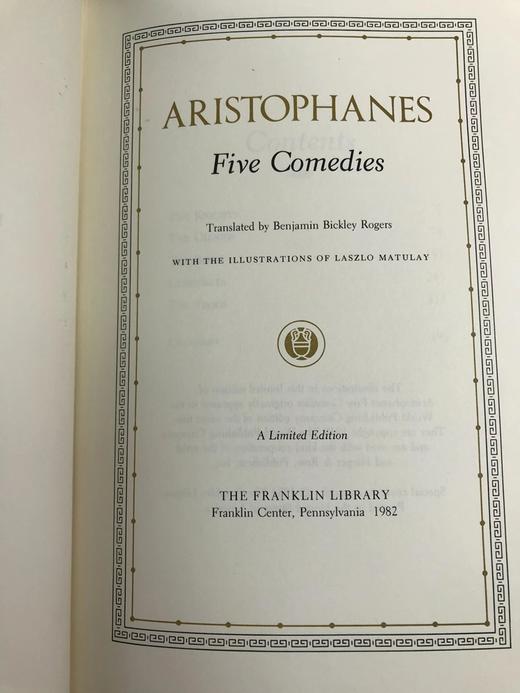 ARISTOPHANES
Five Comedies
Translated by Benjamin Bickley Rogers
WITH THE ILLUSTRATIONS OF LASZLO MATULAY
A Limited Edition
THE FRANKLIN LIBRARY
Franklin Center, Pennsylvania 1982